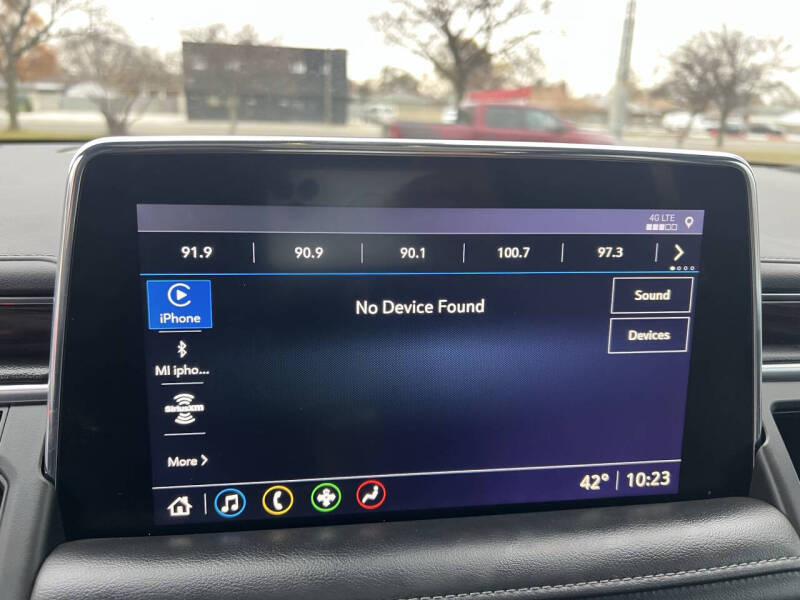 4G LTE
91.9 90.9 90.1 100.7 97.3
iPhone
No Device Found
Sound
Devices
MI ipho...
SiriusXM
More
42° 10:23